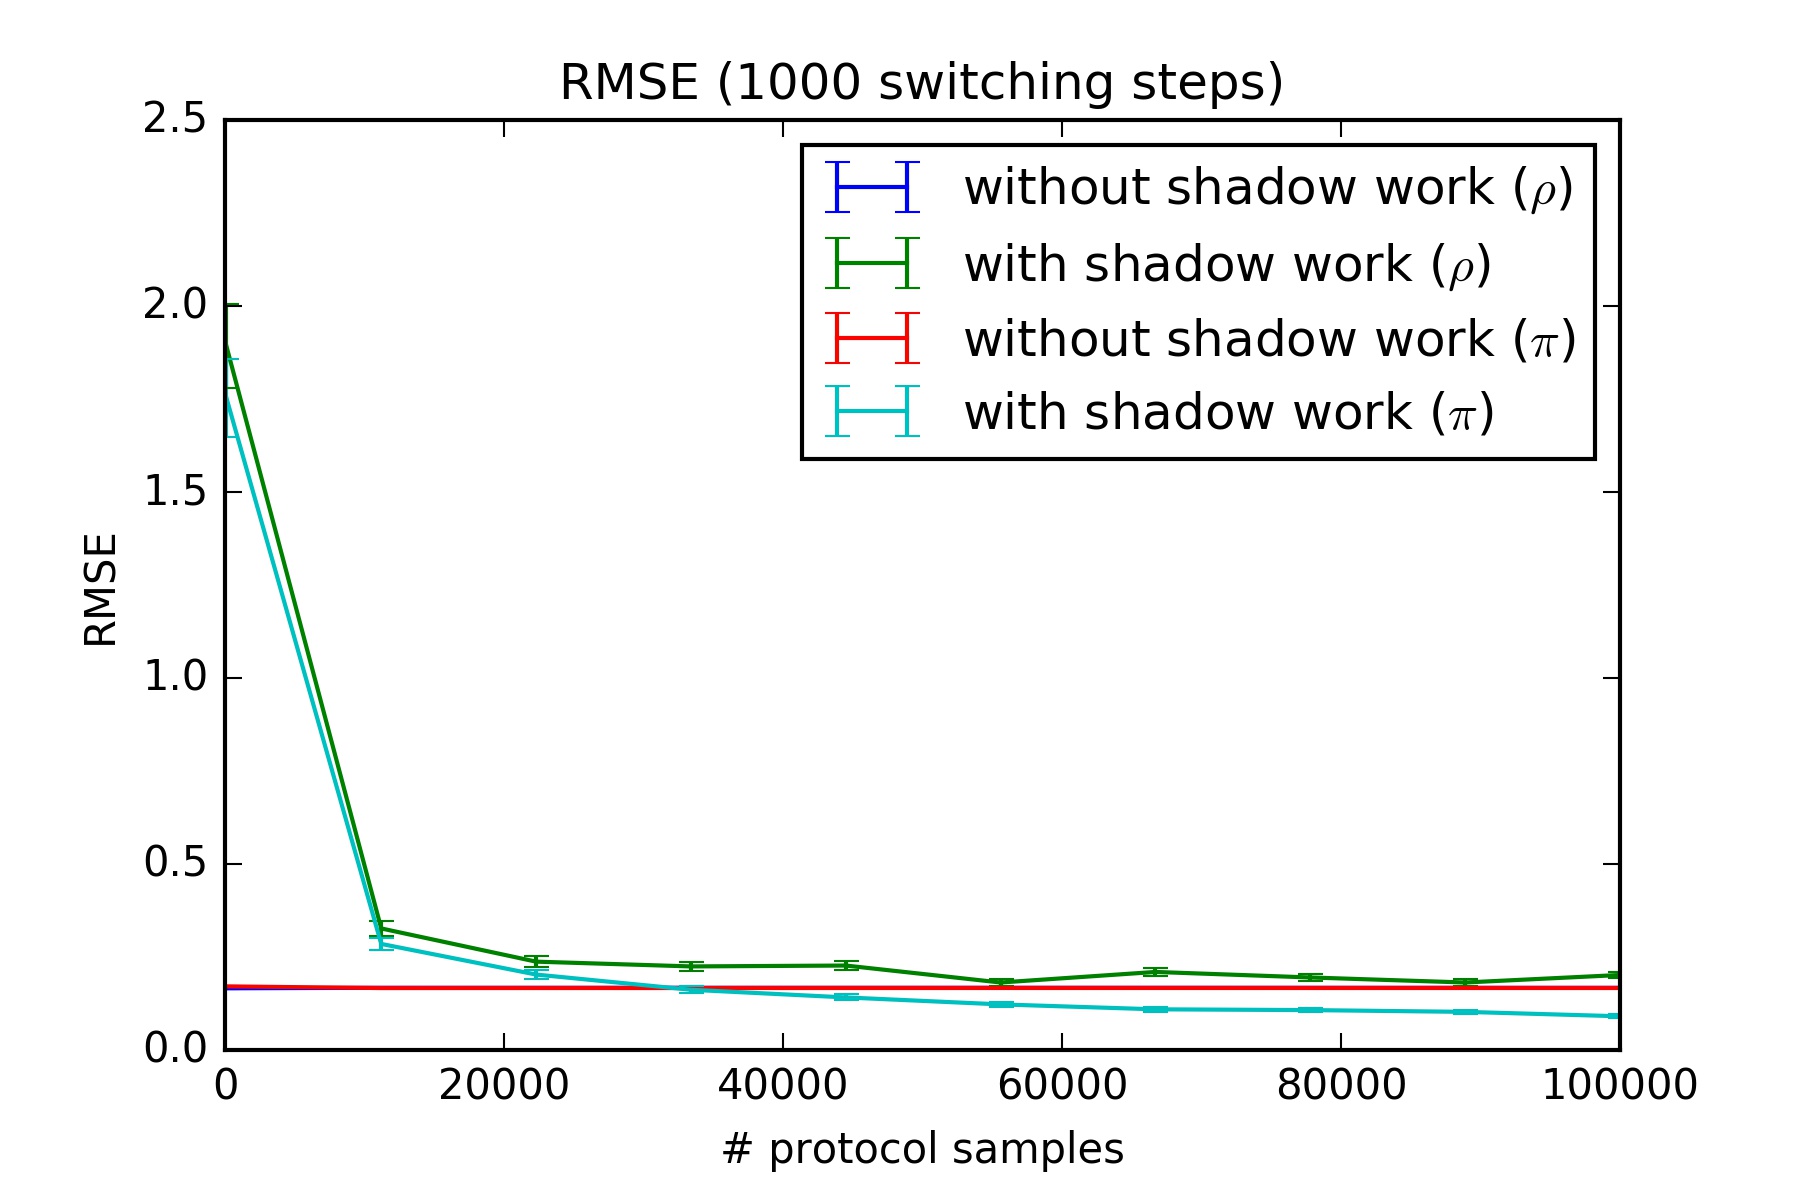 RMSE (1000 switching steps)
2.5
2.0
1.5
1.0
0.5
0.0
RMSE
without shadow work (ρ)
with shadow work (ρ)
without shadow work (π)
with shadow work (π)
0 20000 40000 60000 80000 100000
# protocol samples